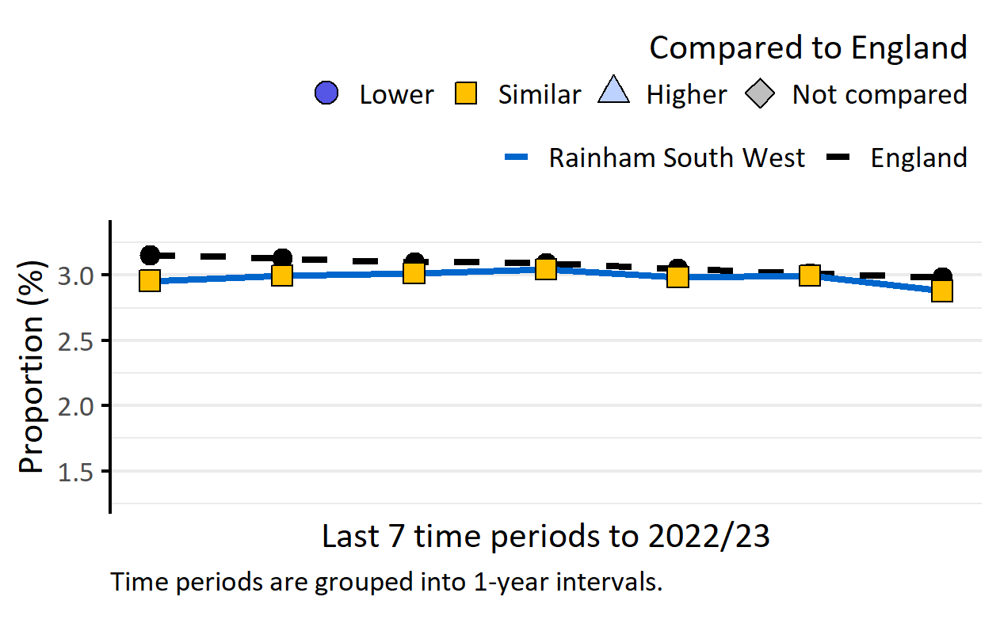 Compared to England
Lower Similar Higher Not compared
Rainham South West England
Proportion (%)
3.0
2.5
2.0
1.5
Last 7 time periods to 2022/23
Time periods are grouped into 1-year intervals.